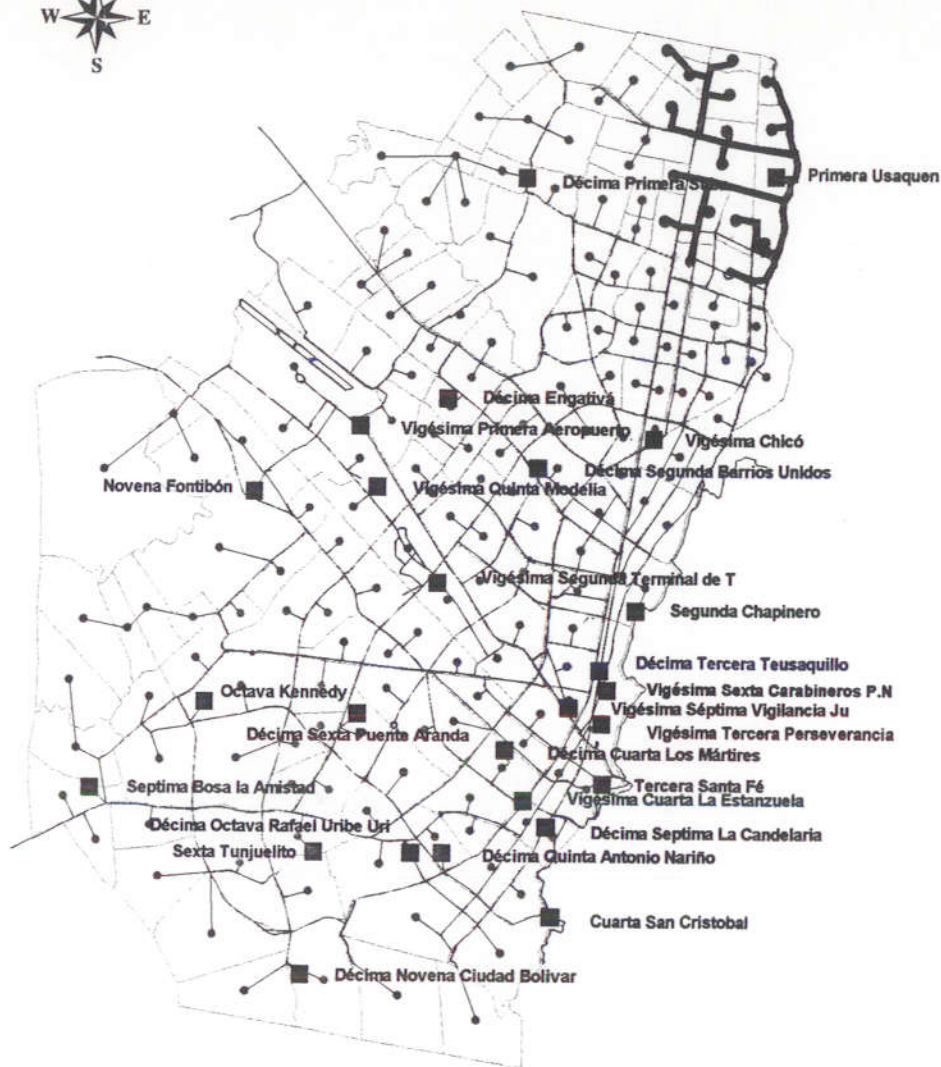 W E
S
Primera Usaquen
Décima Primera
Décima Engativá
Vigésima Primera Aeropuerto
Vigésima Chicó
Décima Segunda Barrios Unidos
Novena Fontibón
Vigésima Quinta Modelia
Vigésima Segunda Terminal de T
Segunda Chapinero
Décima Tercera Teusaquillo
Octava Kennedy
Vigésima Sexta Carabineros P.N
Vigésima Séptima Vigilancia Ju
Décima Sexta Puente Aranda
Vigésima Tercera Perseverancia
Décima Cuarta Los Mártires
Septima Bosa la Amistad
Tercera Santa Fé
Vigésima Cuarta La Estanzuela
Décima Octava Rafael Uribe Uri
Décima Septima La Candelaria
Sexta Tunjuelito
Décima Quinta Antonio Nariño
Cuarta San Cristobal
Décima Novena Ciudad Bolivar